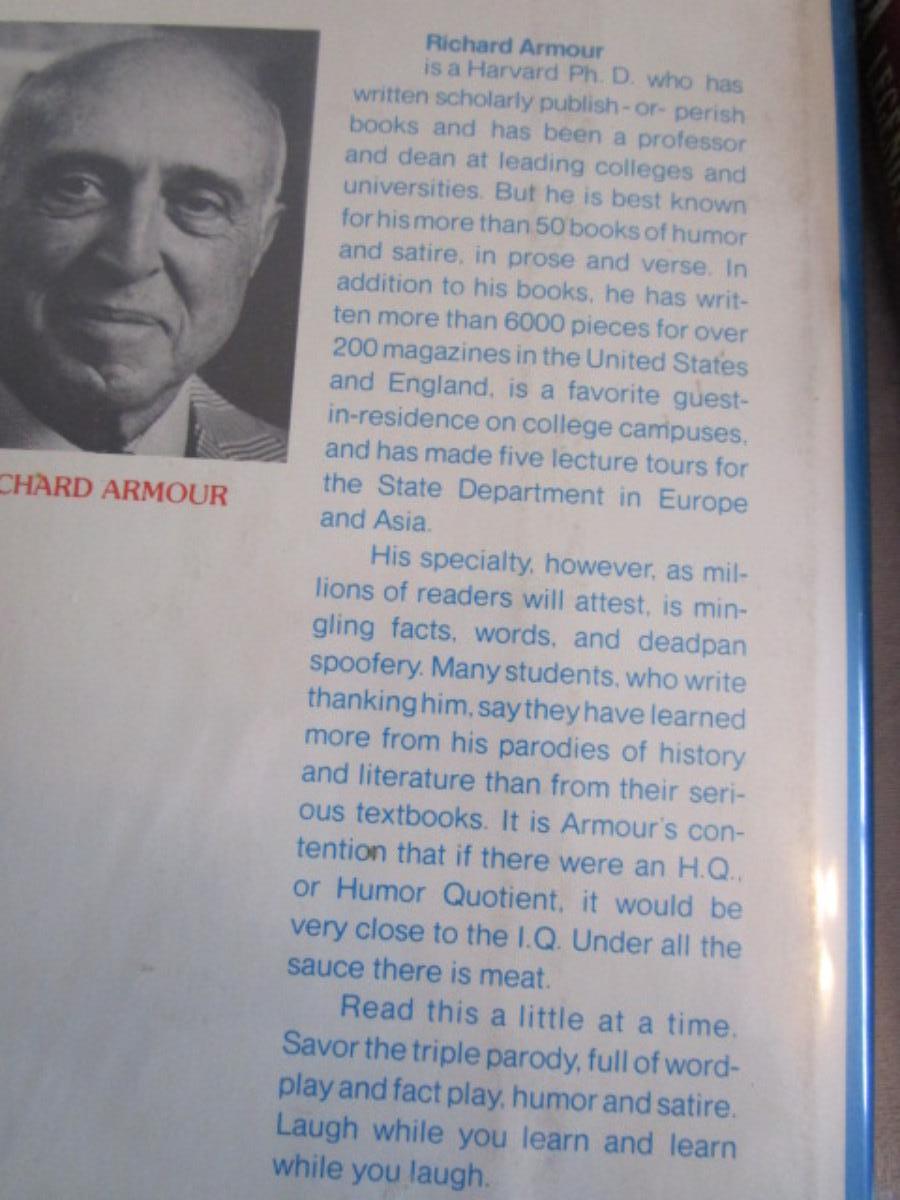 Richard Armour
is a Harvard Ph. D. who has
written scholarly publish-or- perish
books and has been a professor
and dean at leading colleges and
universities. But he is best known
for his more than 50 books of humor
and satire, in prose and verse. In
addition to his books, he has writ-
ten more than 6000 pieces for over
200 magazines in the United States
and England, is a favorite guest-
in-residence on college campuses,
and has made five lecture tours for
the State Department in Europe
and Asia.
His specialty, however, as mil-
lions of readers will attest, is min-
gling facts, words, and deadpan
spoofery. Many students, who write
thanking him, say they have learned
more from his parodies of history
and literature than from their seri-
ous textbooks. It is Armour's con-
tention that if there were an H.Q.,
or Humor Quotient, it would be
very close to the I.Q. Under all the
sauce there is meat.
Read this a little at a time.
Savor the triple parody, full of word-
play and fact play, humor and satire.
Laugh while you learn and learn
while you laugh.
CHARD ARMOUR